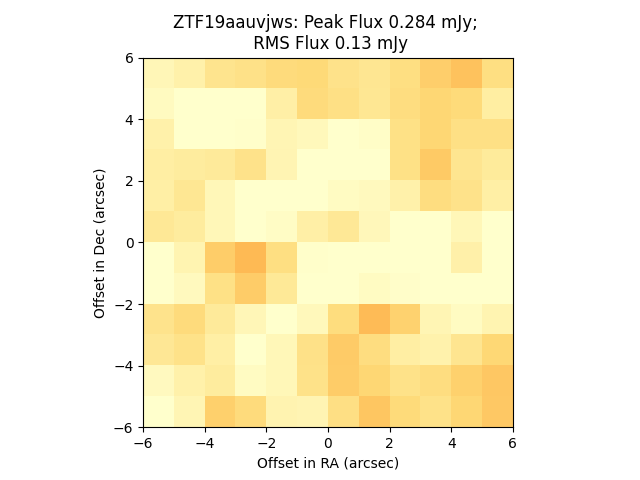 ZTF19aauvjws: Peak Flux 0.284 mJy;
RMS Flux 0.13 mJy
6
4
2
0
−2
−4
−6
Offset in Dec (arcsec)
−6 −4 −2 0 2 4 6
Offset in RA (arcsec)